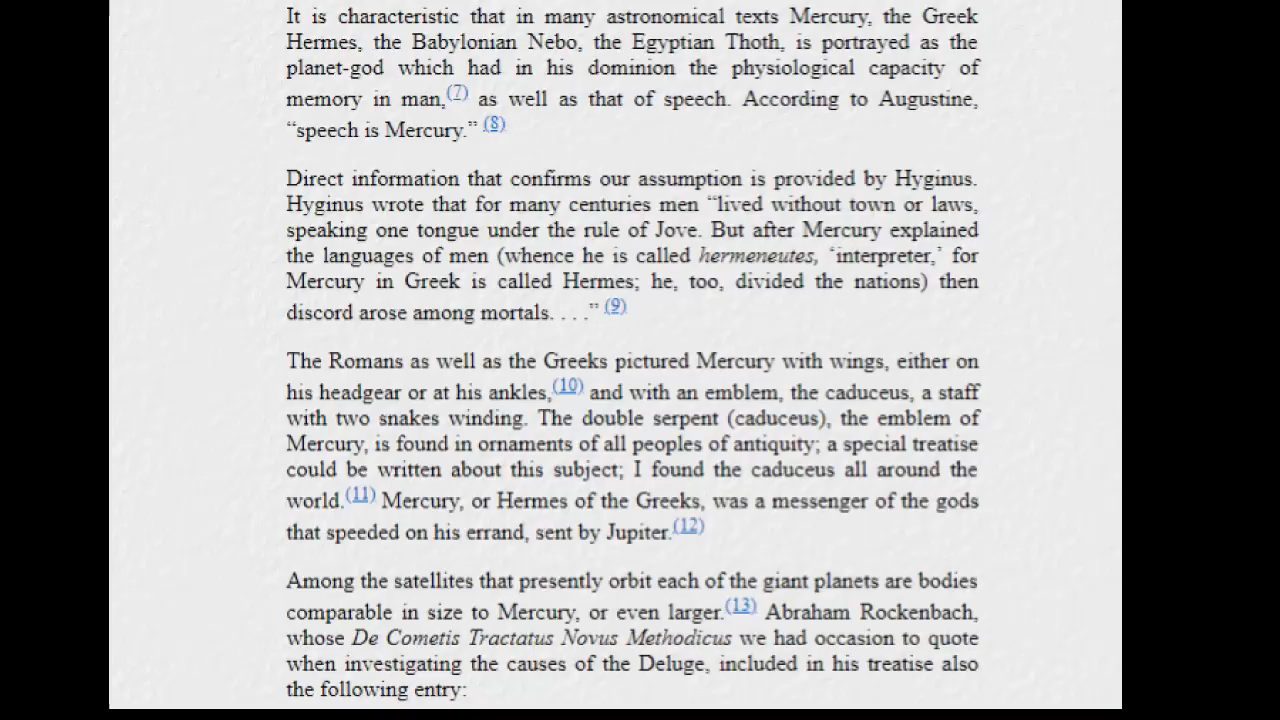 It is characteristic that in many astronomical texts Mercury, the Greek
Hermes, the Babylonian Nebo, the Egyptian Thoth, is portrayed as the
planet-god which had in his dominion the physiological capacity of
memory in man,(7) as well as that of speech. According to Augustine,
“speech is Mercury.” (8)
Direct information that confirms our assumption is provided by Hyginus.
Hyginus wrote that for many centuries men “lived without town or laws,
speaking one tongue under the rule of Jove. But after Mercury explained
the languages of men (whence he is called hermeneutes, ‘interpreter,’ for
Mercury in Greek is called Hermes; he, too, divided the nations) then
discord arose among mortals. . . .” (9)
The Romans as well as the Greeks pictured Mercury with wings, either on
his headgear or at his ankles,(10) and with an emblem, the caduceus, a staff
with two snakes winding. The double serpent (caduceus), the emblem of
Mercury, is found in ornaments of all peoples of antiquity; a special treatise
could be written about this subject; I found the caduceus all around the
world.(11) Mercury, or Hermes of the Greeks, was a messenger of the gods
that speeded on his errand, sent by Jupiter.(12)
Among the satellites that presently orbit each of the giant planets are bodies
comparable in size to Mercury, or even larger.(13) Abraham Rockenbach,
whose De Cometis Tractatus Novus Methodicus we had occasion to quote
when investigating the causes of the Deluge, included in his treatise also
the following entry: